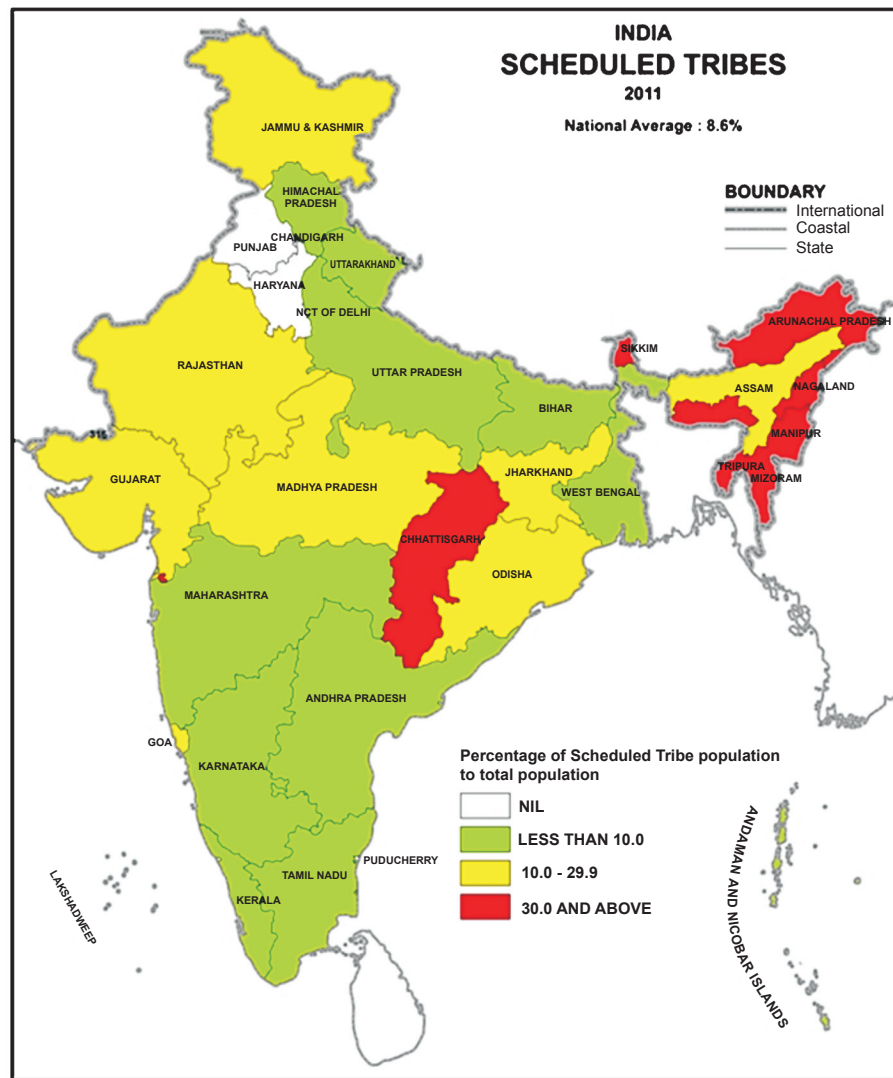 INDIA
SCHEDULED TRIBES
2011
National Average : 8.6%
JAMMU & KASHMIR
BOUNDARY
International
Coastal
State
HIMACHAL
PRADESH
CHANDIGARH
PUNJAB
UTTARAKHAND
HARYANA
NCT OF DELHI
ARUNACHAL PRADESH
SIKKIM
RAJASTHAN
UTTAR PRADESH
ASSAM
NAGALAND
BIHAR
MANIPUR
TRIPURA
MIZORAM
GUJARAT
MADHYA PRADESH
JHARKHAND
WEST BENGAL
CHHATTISGARH
ODISHA
MAHARASHTRA
ANDHRA PRADESH
GOA
KARNATAKA
Percentage of Scheduled Tribe population
to total population
NIL
LESS THAN 10.0
10.0 - 29.9
30.0 AND ABOVE
PUDUCHERRY
TAMIL NADU
KERALA
LAKSHADWEEP
ANDAMAN AND NICOBAR ISLANDS